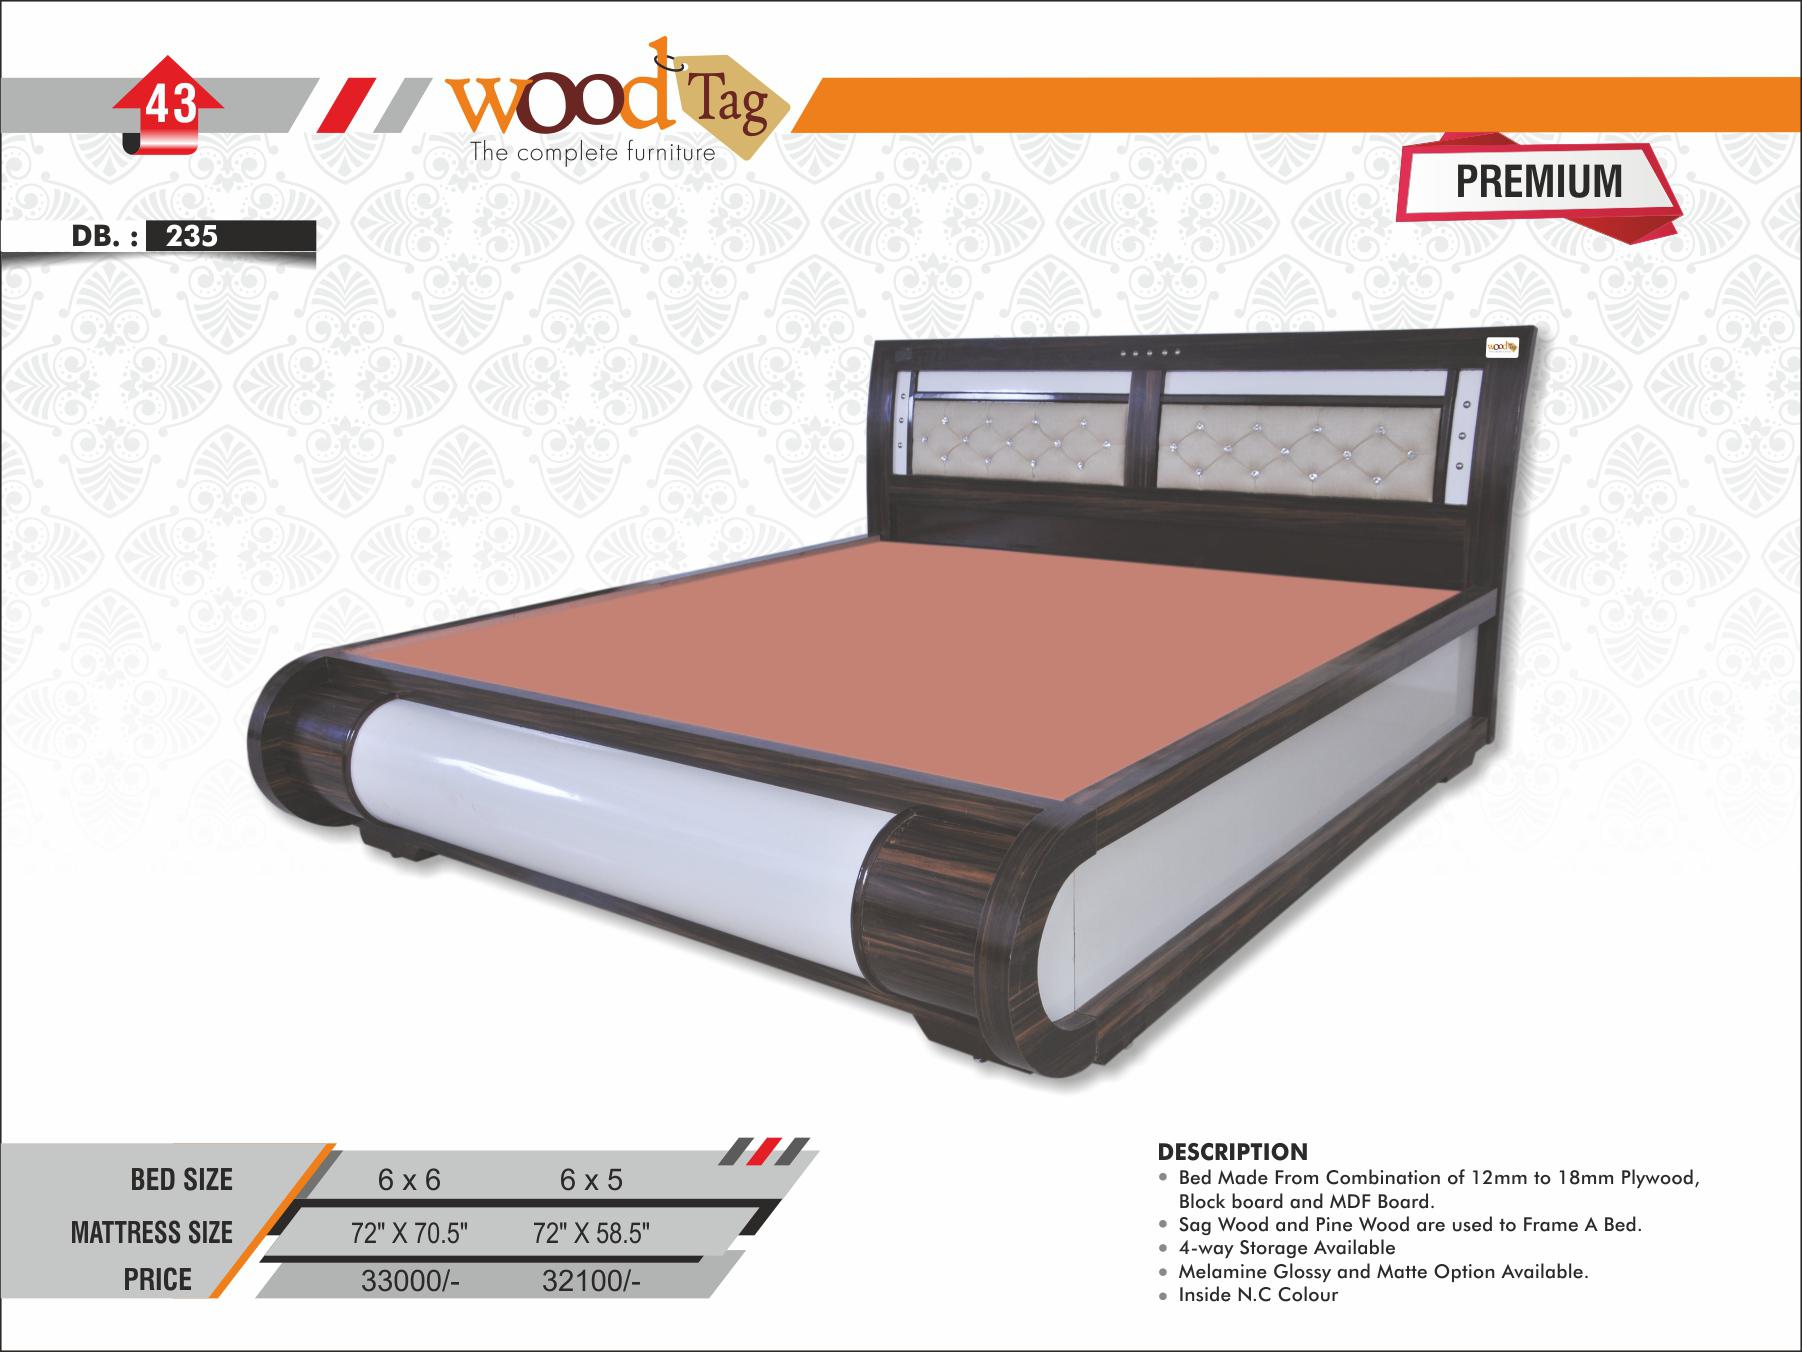 43
wood Tag
The complete furniture
PREMIUM
DB. : 235
wood Tag
BED SIZE 6 x 6 6 x 5
MATTRESS SIZE 72" X 70.5" 72" X 58.5"
PRICE 33000/- 32100/-
DESCRIPTION
• Bed Made From Combination of 12mm to 18mm Plywood,
Block board and MDF Board.
• Sag Wood and Pine Wood are used to Frame A Bed.
• 4-way Storage Available
• Melamine Glossy and Matte Option Available.
• Inside N.C Colour